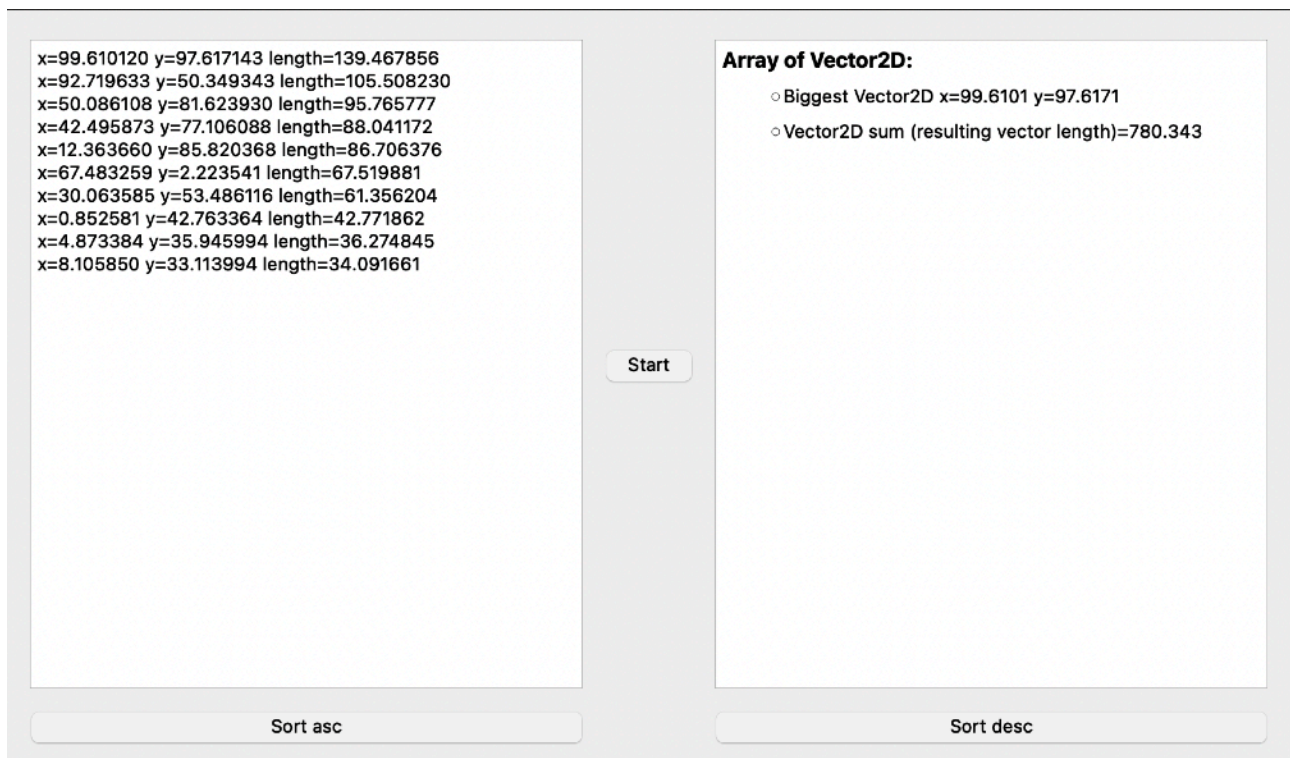 x=99.610120 y=97.617143 length=139.467856
x=92.719633 y=50.349343 length=105.508230
x=50.086108 y=81.623930 length=95.765777
x=42.495873 y=77.106088 length=88.041172
x=12.363660 y=85.820368 length=86.706376
x=67.483259 y=2.223541 length=67.519881
x=30.063585 y=53.486116 length=61.356204
x=0.852581 y=42.763364 length=42.771862
x=4.873384 y=35.945994 length=36.274845
x=8.105850 y=33.113994 length=34.091661
Start
Array of Vector2D:
Biggest Vector2D x=99.6101 y=97.6171
Vector2D sum (resulting vector length)=780.343
Sort asc
Sort desc